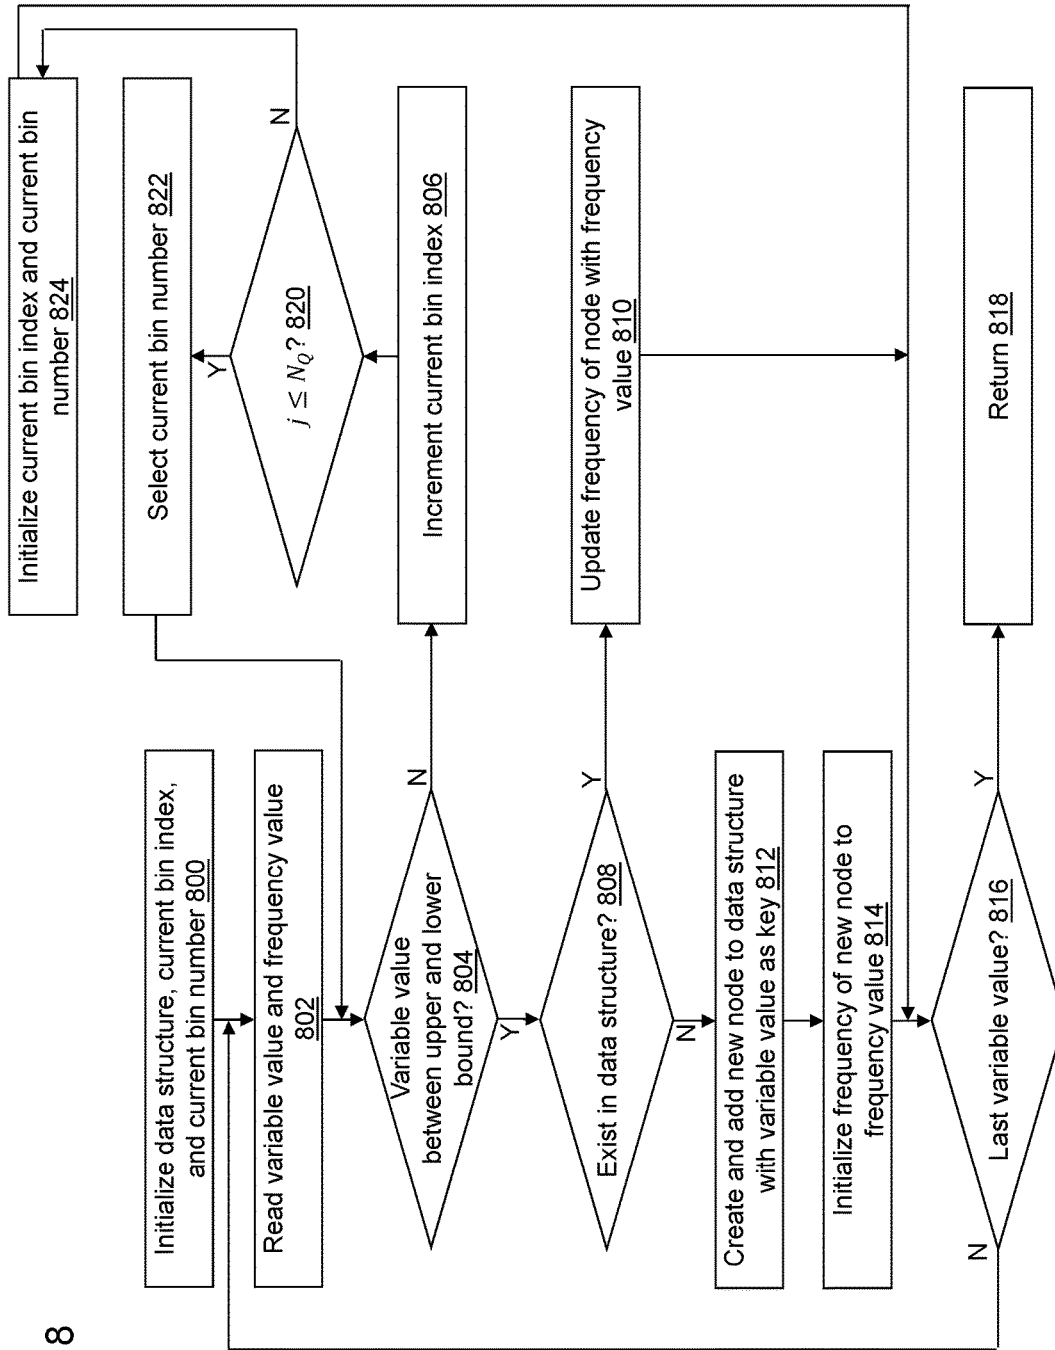 8
Initialize data structure, current bin index,
and current bin number 800
Read variable value and frequency value
802
Variable value
between upper and lower
bound? 804
N
Y
Exist in data structure? 808
Y
N
Create and add new node to data structure
with variable value as key 812
Initialize frequency of new node to
frequency value 814
Last variable value? 816
N
Y
Initialize current bin index and current bin
number 824
Select current bin number 822
Y
j ≤ N_Q? 820
N
Increment current bin index 806
Update frequency of node with frequency
value 810
Return 818